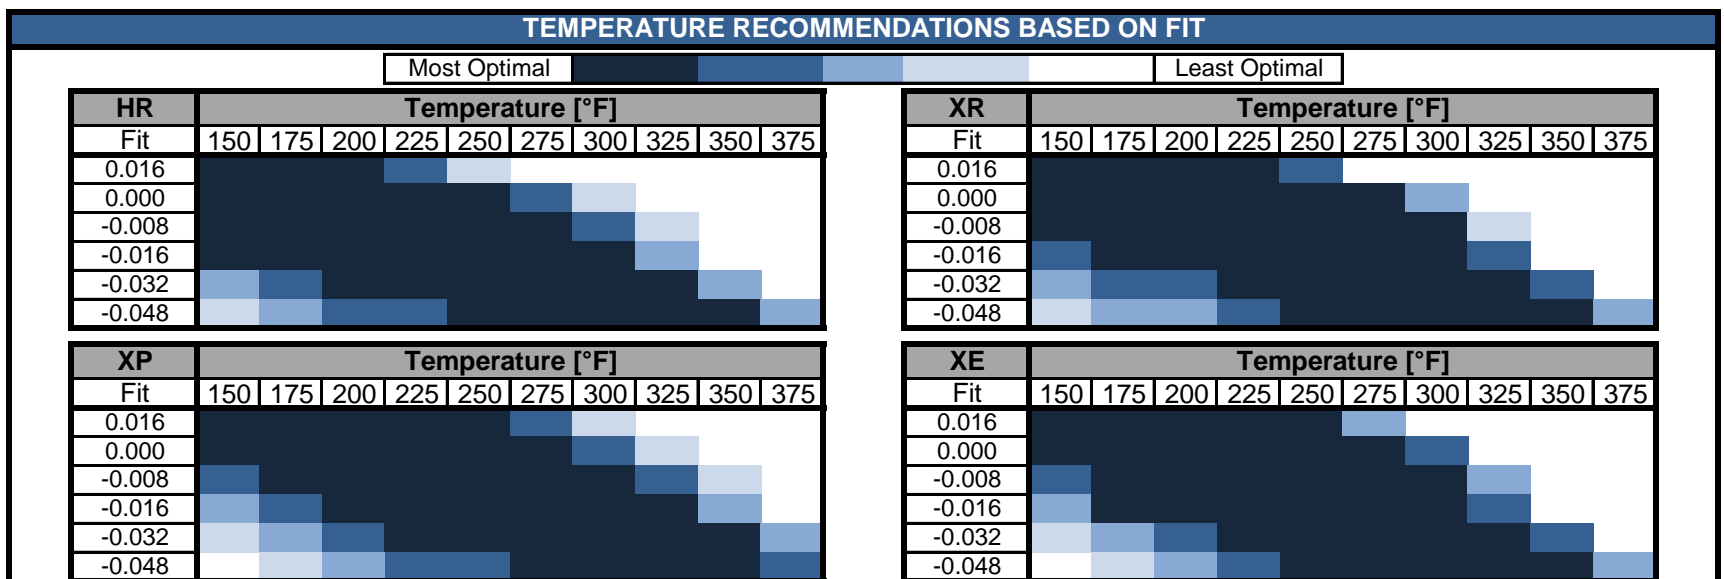 TEMPERATURE RECOMMENDATIONS BASED ON FIT
Most Optimal Least Optimal
HR Temperature [°F]
Fit 150 175 200 225 250 275 300 325 350 375
0.016
0.000
-0.008
-0.016
-0.032
-0.048
XR Temperature [°F]
Fit 150 175 200 225 250 275 300 325 350 375
0.016
0.000
-0.008
-0.016
-0.032
-0.048
XP Temperature [°F]
Fit 150 175 200 225 250 275 300 325 350 375
0.016
0.000
-0.008
-0.016
-0.032
-0.048
XE Temperature [°F]
Fit 150 175 200 225 250 275 300 325 350 375
0.016
0.000
-0.008
-0.016
-0.032
-0.048